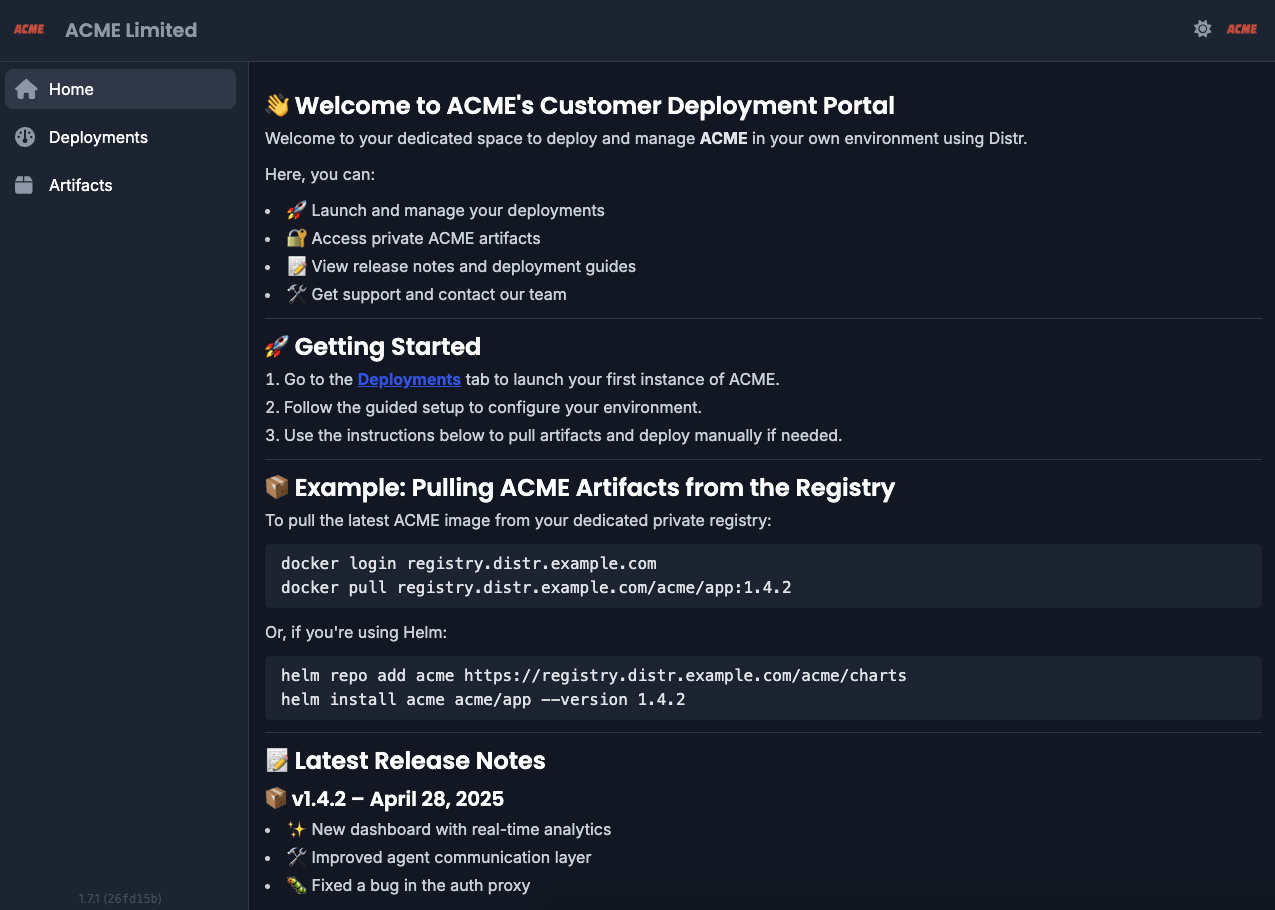 ACME ACME Limited ACME
Home
Deployments
Artifacts
👋 Welcome to ACME's Customer Deployment Portal
Welcome to your dedicated space to deploy and manage ACME in your own environment using Distr.
Here, you can:
• 🚀 Launch and manage your deployments
• 🔐 Access private ACME artifacts
• 📝 View release notes and deployment guides
• 🛠️ Get support and contact our team
🚀 Getting Started
1. Go to the Deployments tab to launch your first instance of ACME.
2. Follow the guided setup to configure your environment.
3. Use the instructions below to pull artifacts and deploy manually if needed.
📦 Example: Pulling ACME Artifacts from the Registry
To pull the latest ACME image from your dedicated private registry:
docker login registry.distr.example.com
docker pull registry.distr.example.com/acme/app:1.4.2
Or, if you're using Helm:
helm repo add acme https://registry.distr.example.com/acme/charts
helm install acme acme/app --version 1.4.2
📝 Latest Release Notes
📦 v1.4.2 – April 28, 2025
• ✨ New dashboard with real-time analytics
• 🛠️ Improved agent communication layer
• 🐛 Fixed a bug in the auth proxy
1.7.1 (26fd15b)